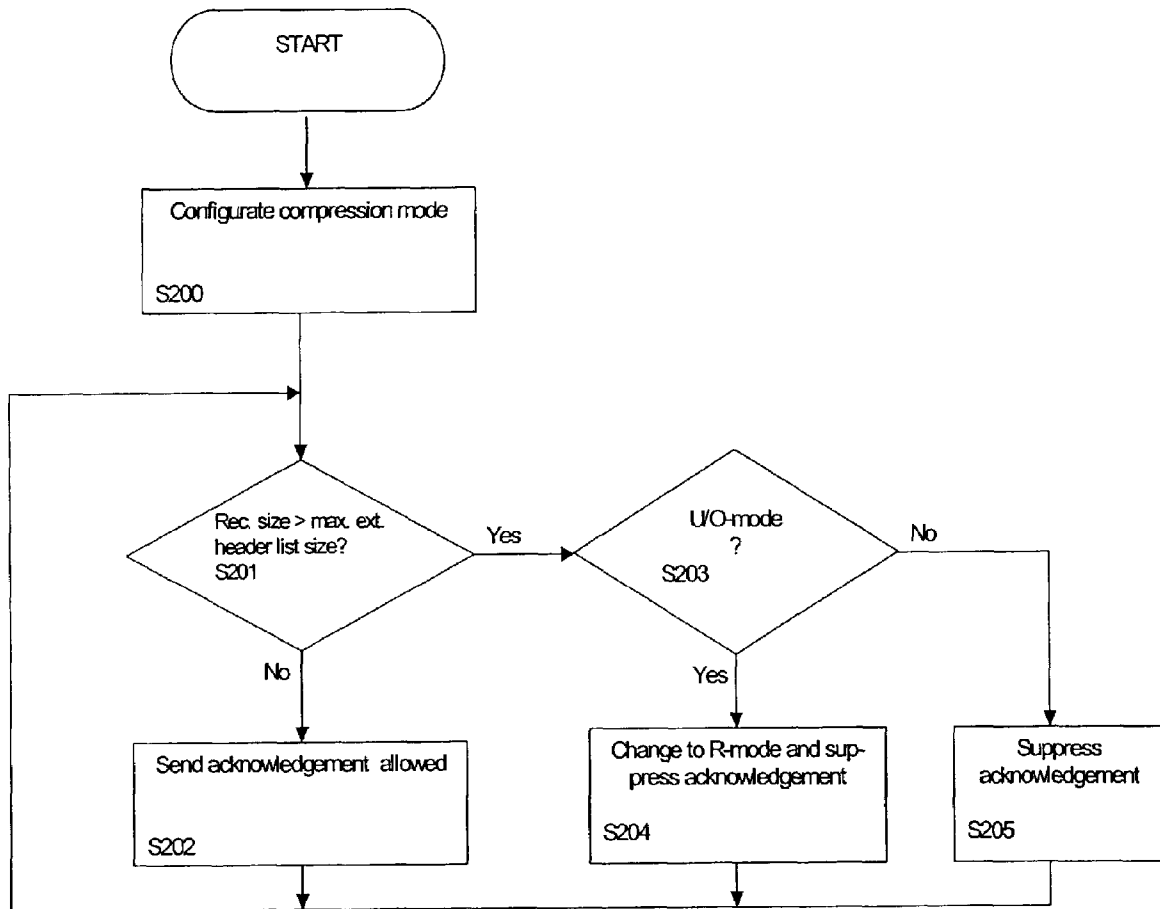 START
Configurate compression mode
S200
Rec. size > max. ext.
header list size?
S201
Yes
No
U/O-mode
?
S203
No
Yes
Send acknowledgement allowed
S202
Change to R-mode and sup-
press acknowledgement
S204
Suppress
acknowledgement
S205